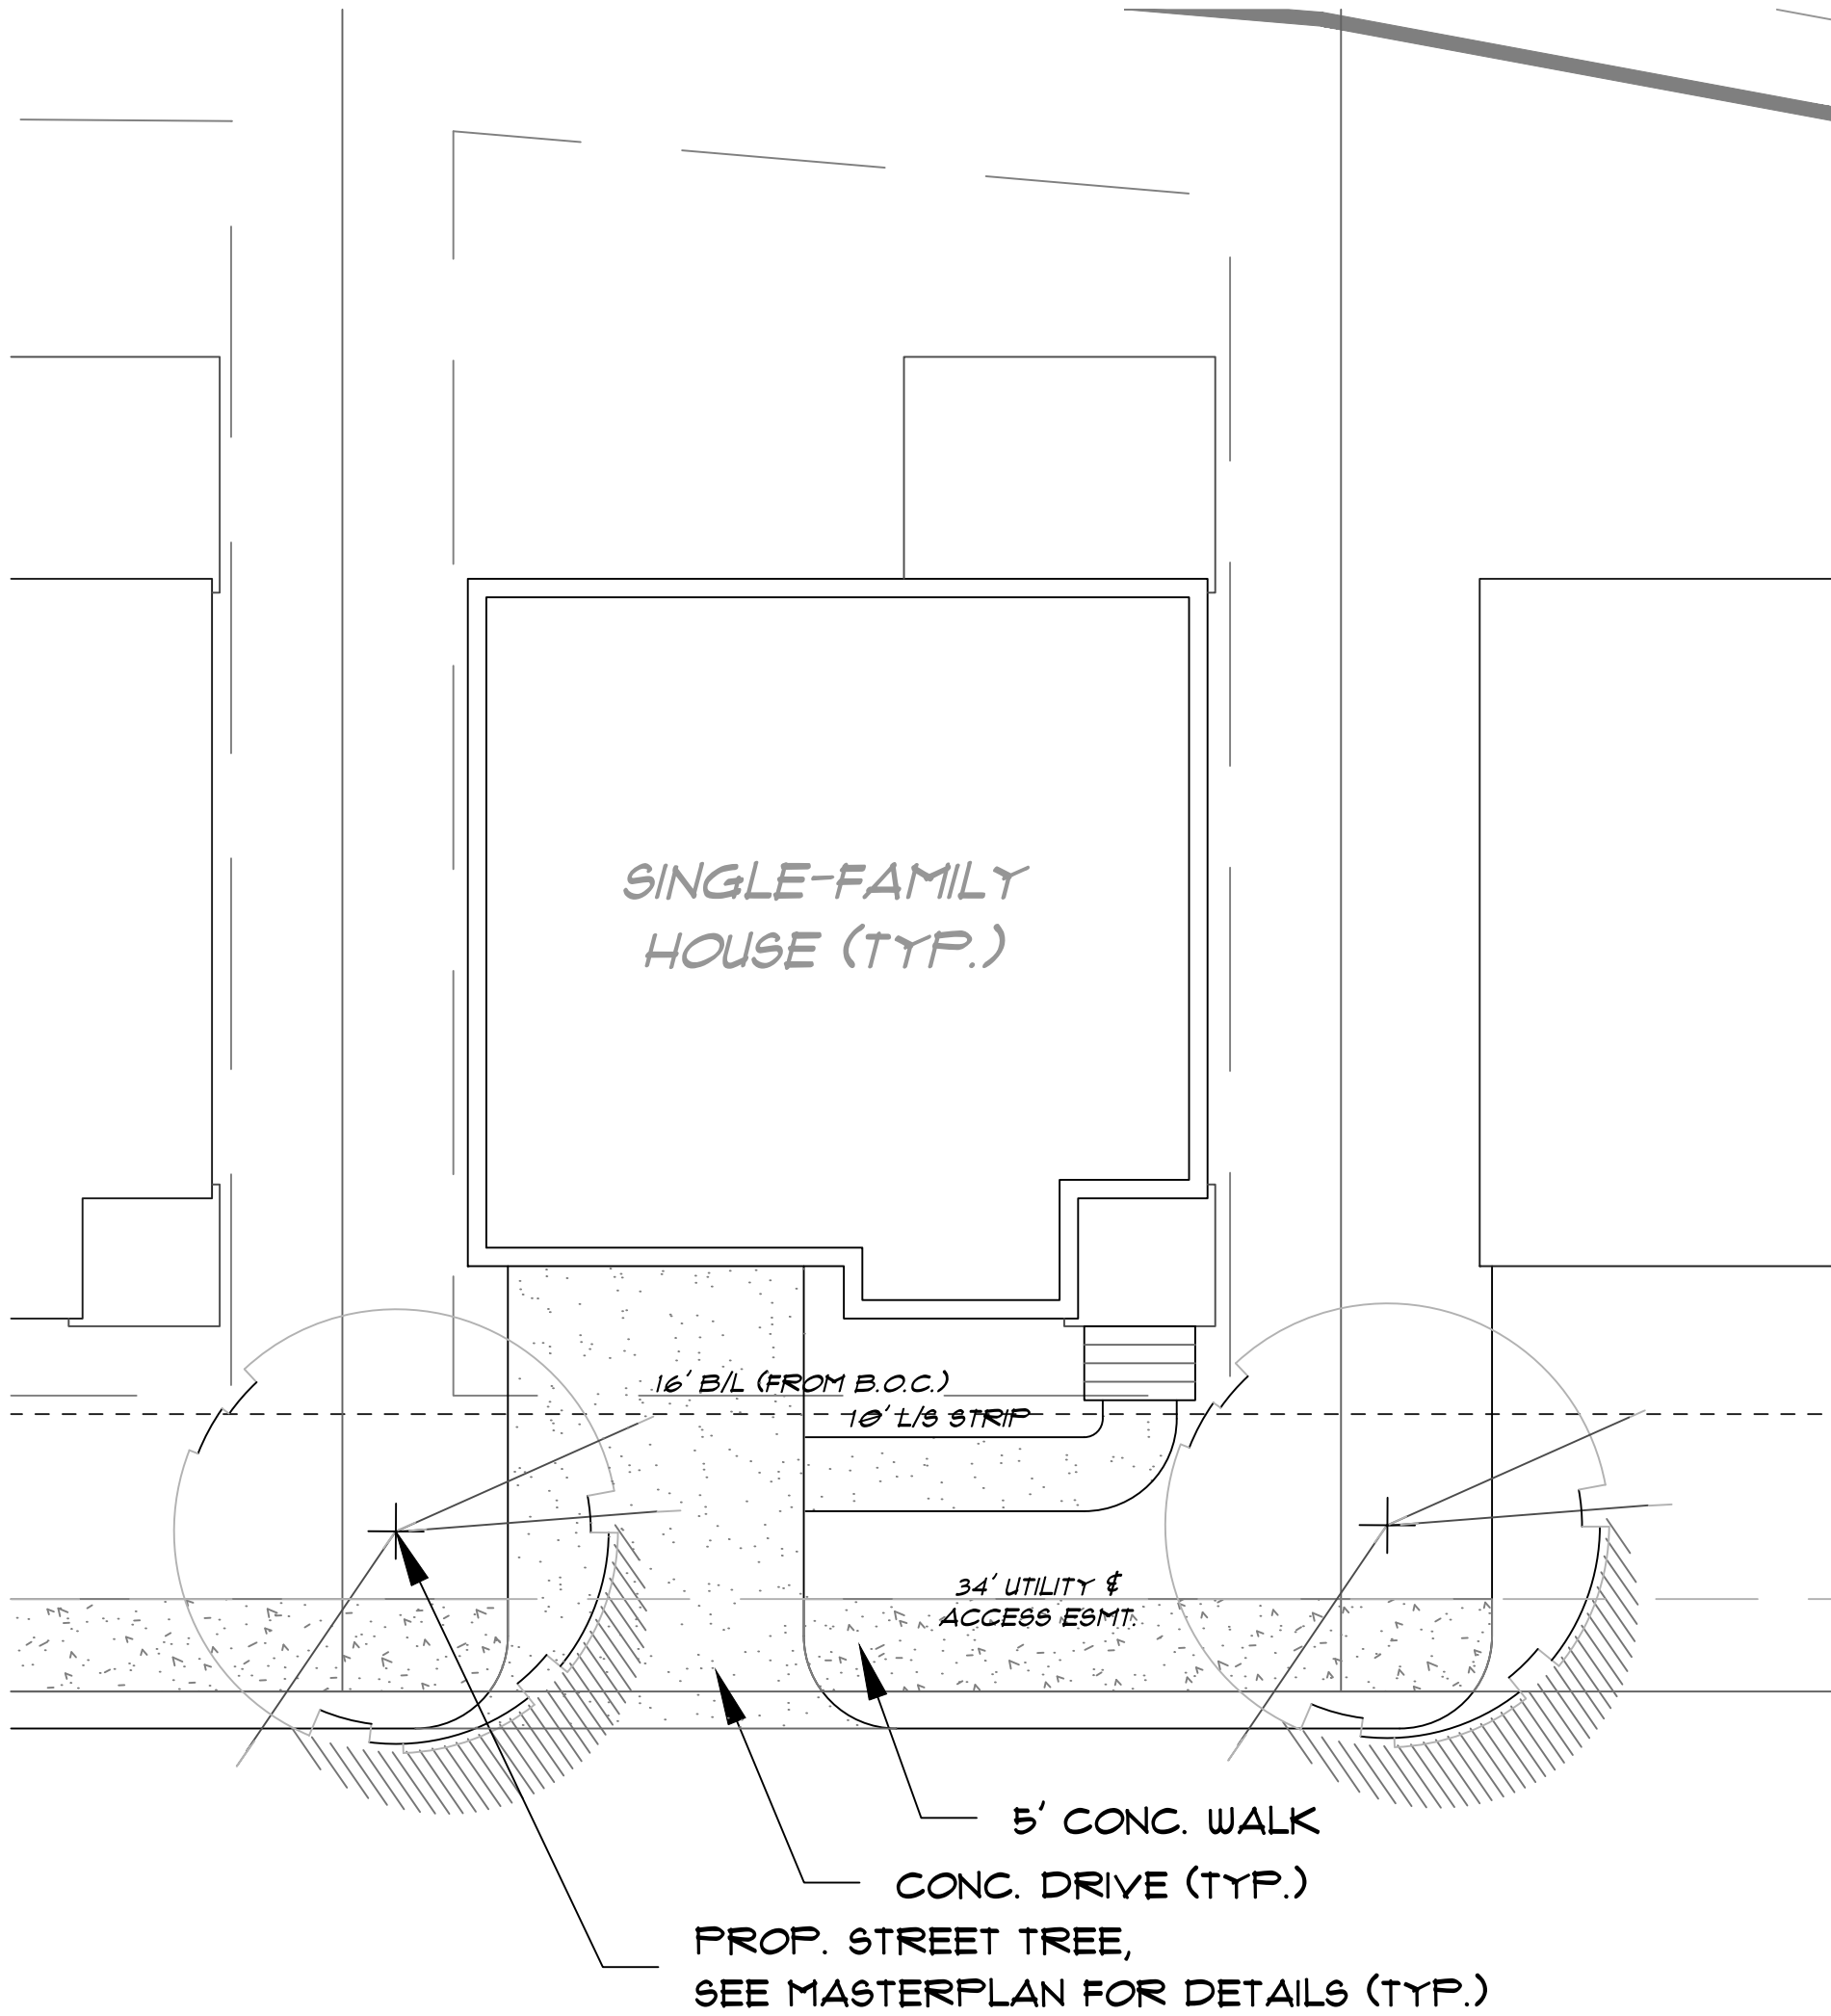 SINGLE-FAMILY
HOUSE (TYP.)
16' B/L (FROM B.O.C.)
10' L/S STRIP
34' UTILITY &
ACCESS ESMT.
5' CONC. WALK
CONC. DRIVE (TYP.)
PROP. STREET TREE,
SEE MASTERPLAN FOR DETAILS (TYP.)